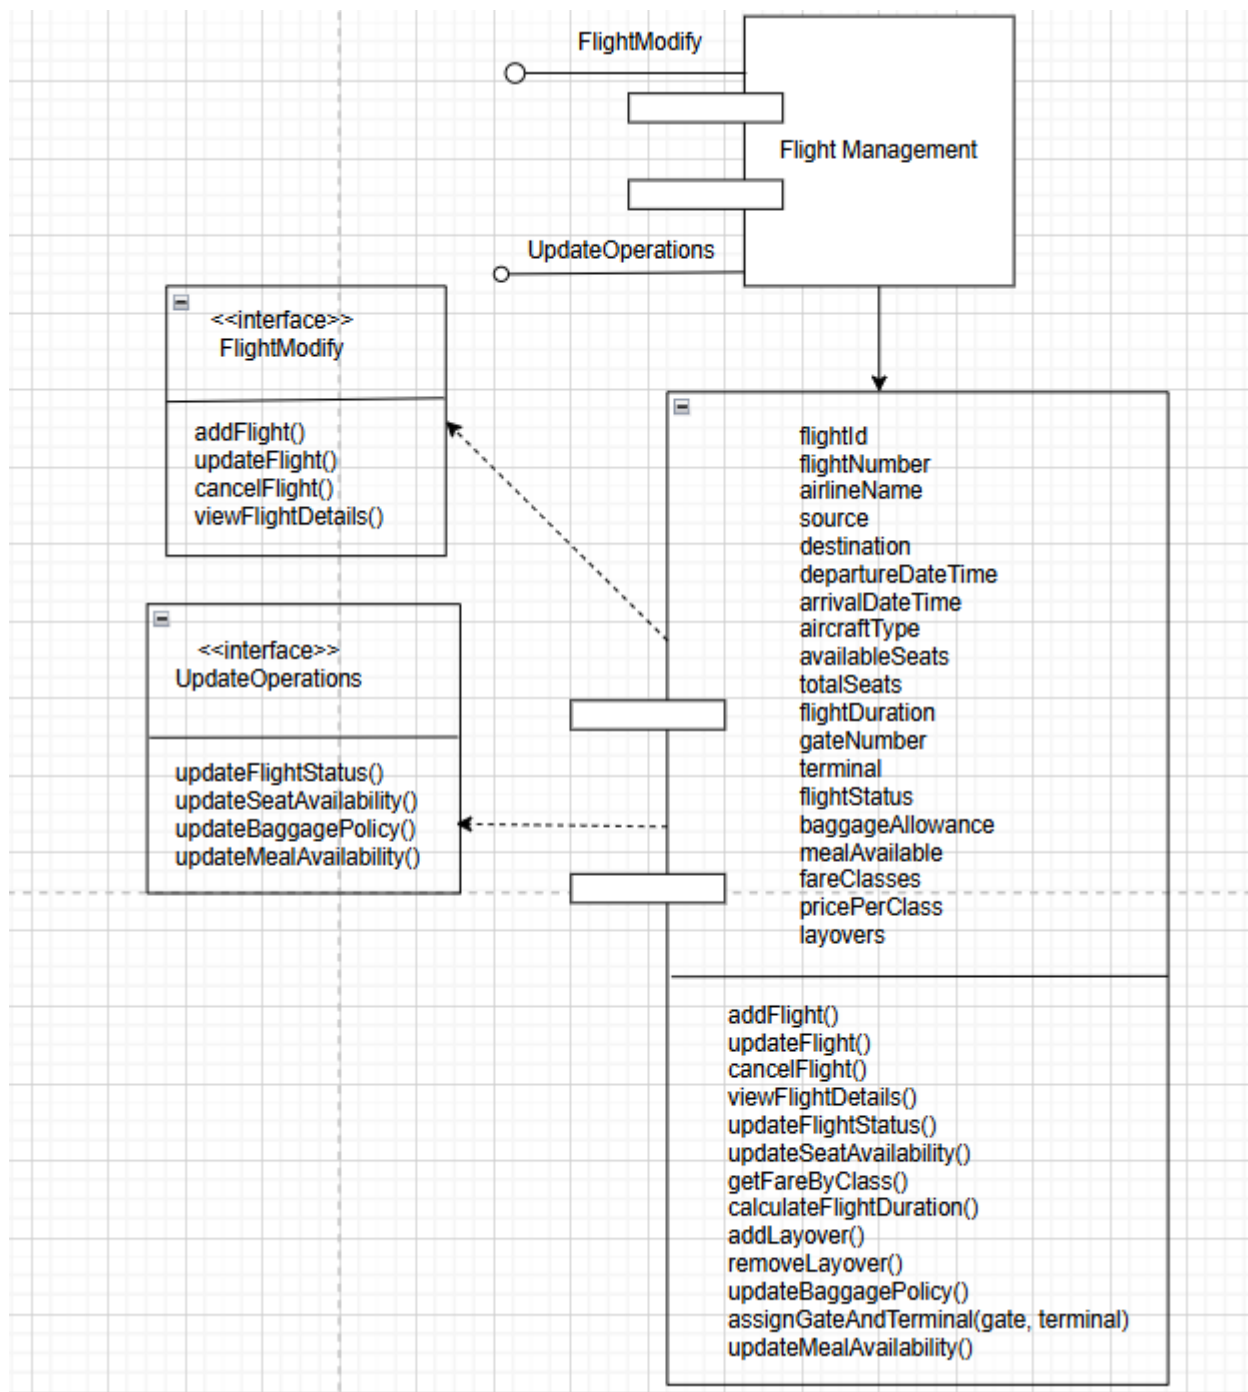 FlightModify
Flight Management
UpdateOperations
<<interface>>
FlightModify
addFlight()
updateFlight()
cancelFlight()
viewFlightDetails()
<<interface>>
UpdateOperations
updateFlightStatus()
updateSeatAvailability()
updateBaggagePolicy()
updateMealAvailability()
flightId
flightNumber
airlineName
source
destination
departureDateTime
arrivalDateTime
aircraftType
availableSeats
totalSeats
flightDuration
gateNumber
terminal
flightStatus
baggageAllowance
mealAvailable
fareClasses
pricePerClass
layovers
addFlight()
updateFlight()
cancelFlight()
viewFlightDetails()
updateFlightStatus()
updateSeatAvailability()
getFareByClass()
calculateFlightDuration()
addLayover()
removeLayover()
updateBaggagePolicy()
assignGateAndTerminal(gate, terminal)
updateMealAvailability()